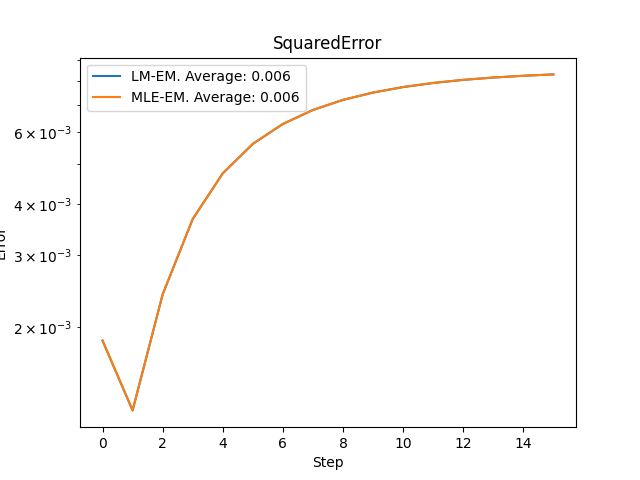 SquaredError
LM-EM. Average: 0.006
MLE-EM. Average: 0.006
6 × 10⁻³
4 × 10⁻³
3 × 10⁻³
2 × 10⁻³
Error
0 2 4 6 8 10 12 14
Step